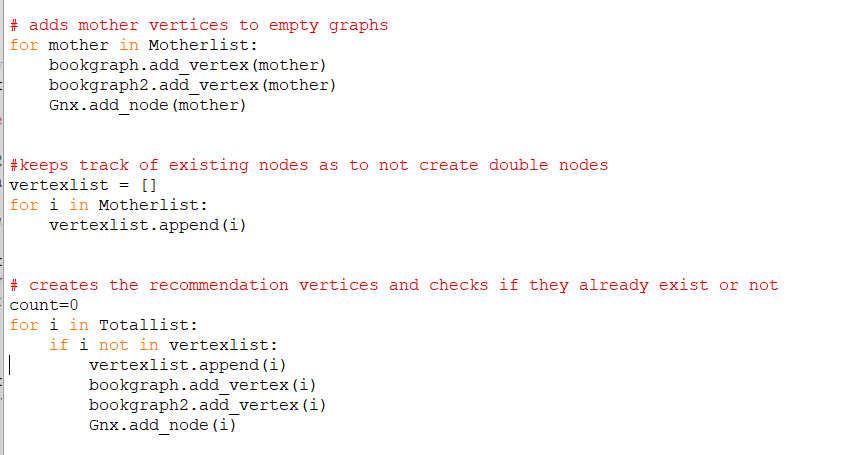 # adds mother vertices to empty graphs
for mother in Motherlist:
    bookgraph.add_vertex(mother)
    bookgraph2.add_vertex(mother)
    Gnx.add_node(mother)
#keeps track of existing nodes as to not create double nodes
vertexlist = []
for i in Motherlist:
    vertexlist.append(i)
# creates the recommendation vertices and checks if they already exist or not
count=0
for i in Totallist:
    if i not in vertexlist:
        vertexlist.append(i)
        bookgraph.add_vertex(i)
        bookgraph2.add_vertex(i)
        Gnx.add_node(i)